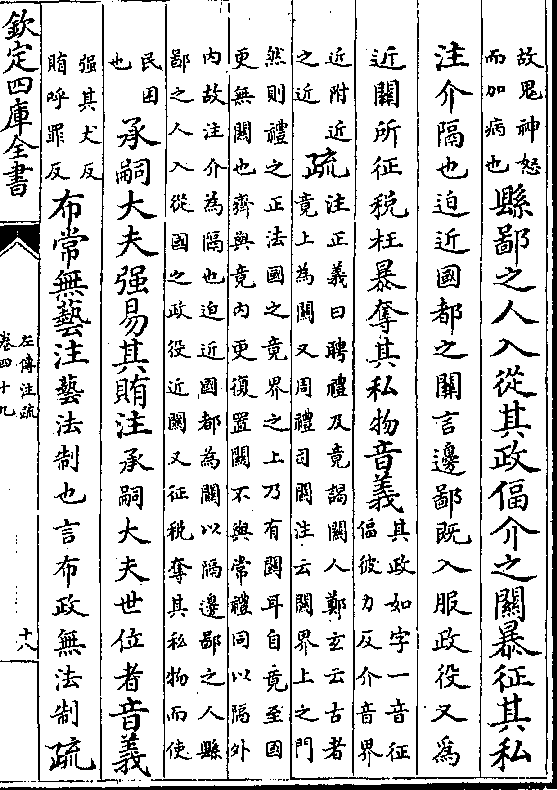 故鬼神怒
而加病也
縣鄙之人入從其政偪介之關暴征其私
注介隔也迫近國都之關言邊鄙既入服政役又為
近關所征稅枉暴奪其私物音義
其政如字一音征
偪彼力反介音界
近附近
之近
疏
注正義曰聘禮及竟謁關人鄭玄云古者
竟上為關又周禮司關注云關界上之門
然則禮之正法國之竟界之上乃有關耳自竟至國
更無關也齊與竟內更復置關不與常禮同以隔外
內故注介為隔也迫近國都為關以隔邊鄙之人縣
鄙之人入從國之政役近關又征稅奪其私物而使
民困
也
承嗣大夫强易其賄注承嗣大夫世位者音義
强其丈反
賄呼罪反
布常無藝注藝法制也言布政無法制疏
欽定四庫全書
左傳注疏
卷四十九
十八